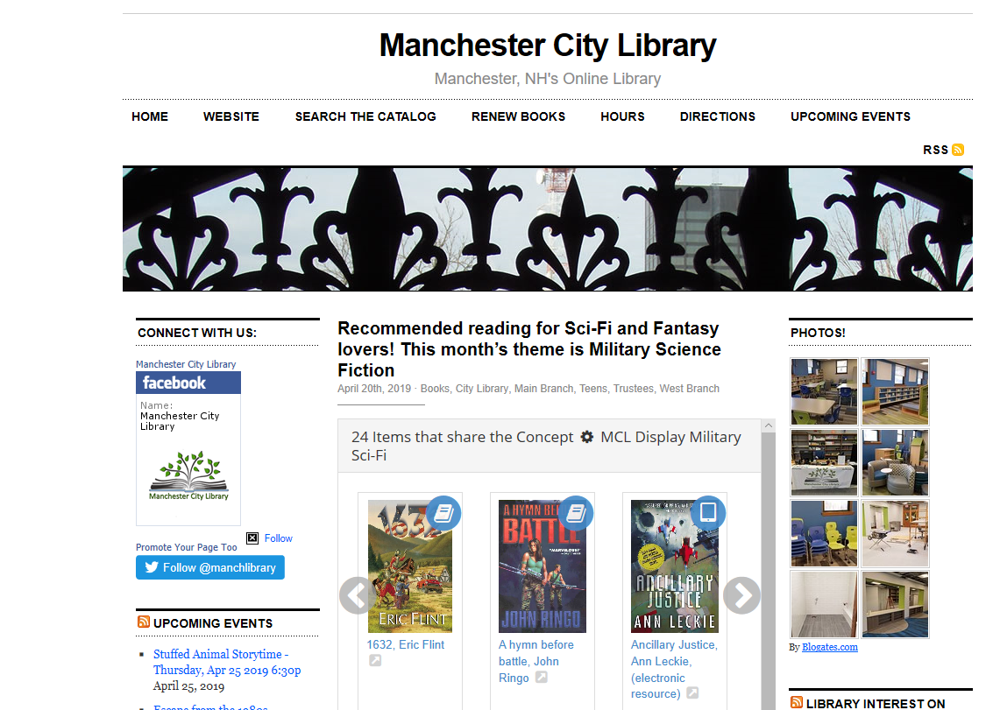 Manchester City Library
Manchester, NH's Online Library
HOME WEBSITE SEARCH THE CATALOG RENEW BOOKS HOURS DIRECTIONS UPCOMING EVENTS
RSS
CONNECT WITH US:
Manchester City Library
facebook
Name:
Manchester City
Library
Manchester City Library
Follow
Promote Your Page Too
Follow @manchlibrary
UPCOMING EVENTS
Stuffed Animal Storytime -
Thursday, Apr 25 2019 6:30p
April 25, 2019
Escape from the 1980s
Recommended reading for Sci-Fi and Fantasy
lovers! This month’s theme is Military Science
Fiction
April 20th, 2019 · Books, City Library, Main Branch, Teens, Trustees, West Branch
24 Items that share the Concept MCL Display Military
Sci-Fi
1632
ERIC FLINT
1632, Eric Flint
A HYMN BEFORE
BATTLE
JOHN RINGO
A hymn before
battle, John
Ringo
ANCILLARY
JUSTICE
ANN LECKIE
Ancillary Justice,
Ann Leckie,
(electronic
resource)
PHOTOS!
By Blogates.com
LIBRARY INTEREST ON